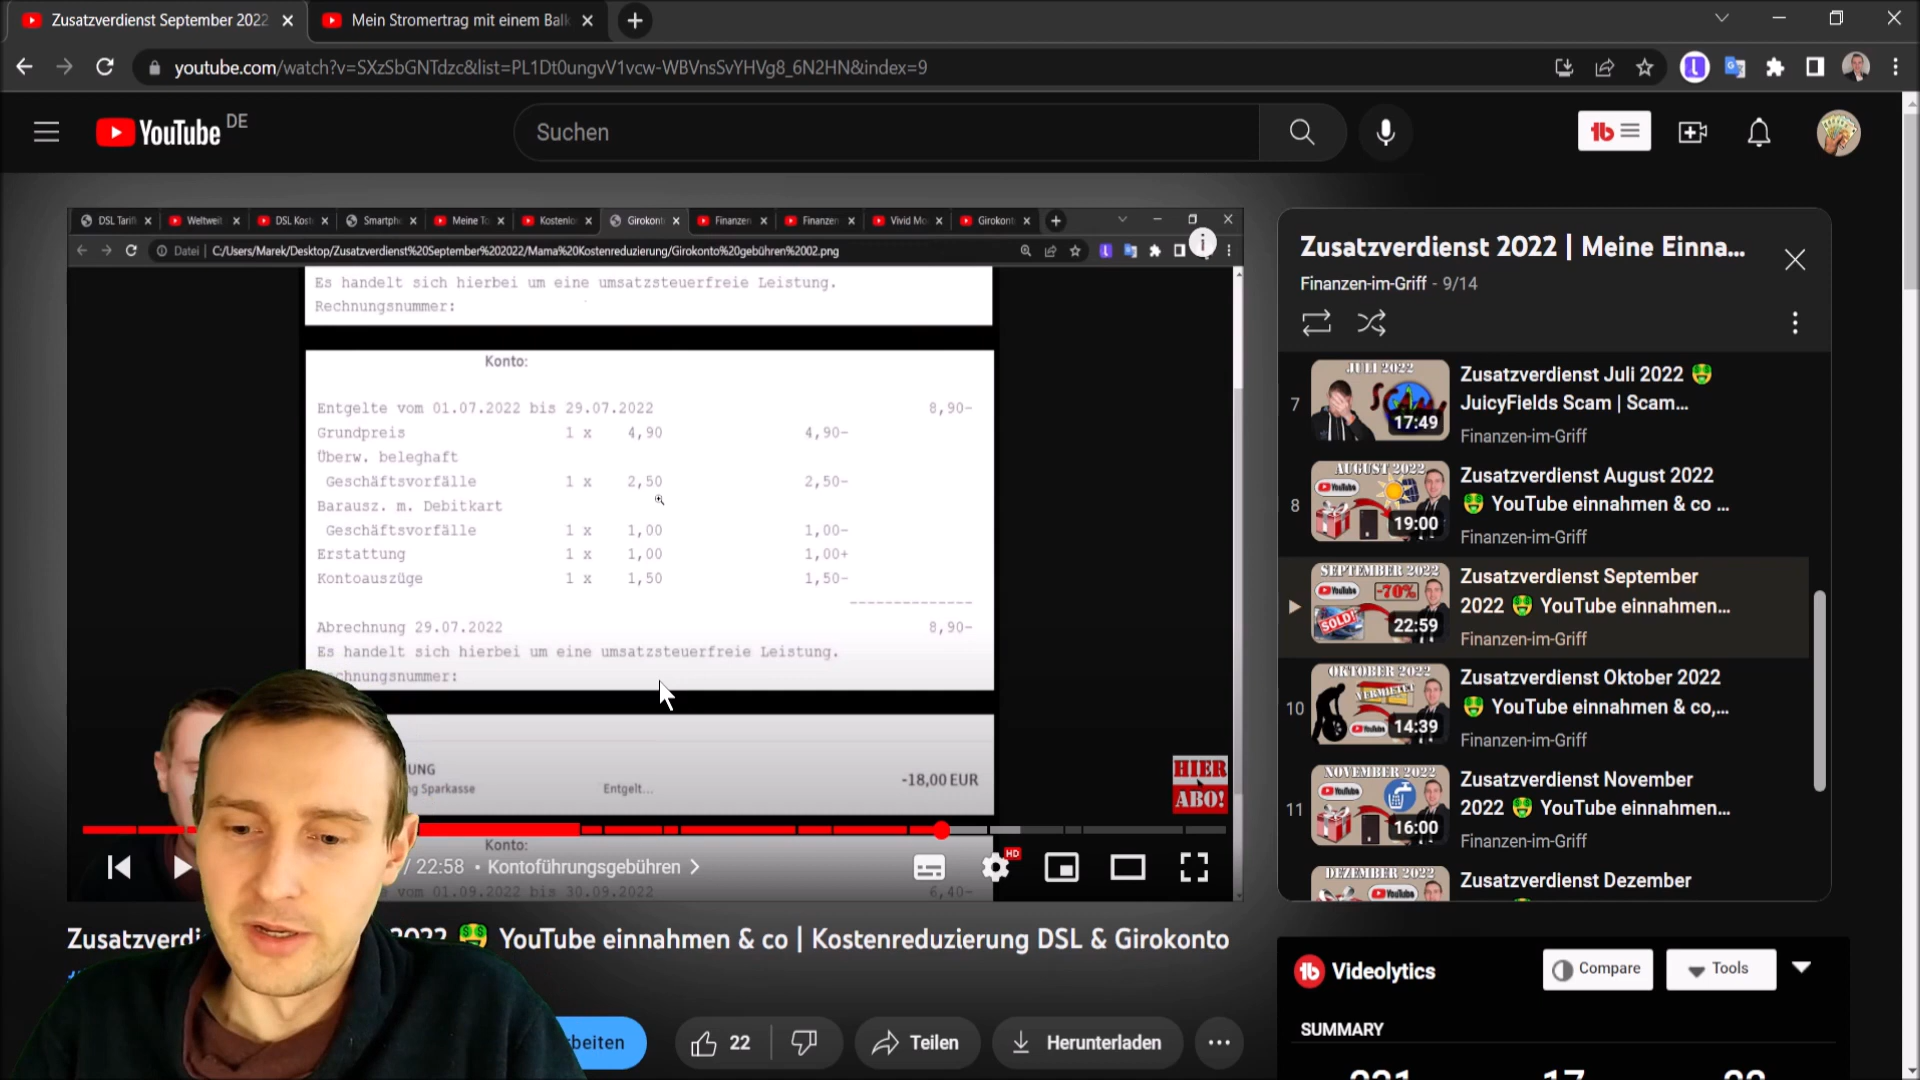 Zusatzverdienst September 2022
Mein Stromertrag mit einem Balk
youtube.com/watch?v=SXzSbGNTdzc&list=PL1Dt0ungvV1vcw-WBVnsSvYHVg8_6N2HN&index=9
YouTube DE
Suchen
DSL Tarif
Weltweit
DSL Kost
Smartph
Meine To
Kostenlo
Girokont
Finanzen
Finanzen
Vivid Mo
Girokont
Datei C:/Users/Marek/Desktop/Zusatzverdienst%20September%202022/Mama%20Kostenreduzierung/Girokonto%20gebühren%2002.png
Es handelt sich hierbei um eine umsatzsteuerfreie Leistung.
Rechnungsnummer:
Konto:
Entgelte vom 01.07.2022 bis 29.07.2022 8,90-
Grundpreis 1 x 4,90 4,90-
Überw. beleghaft
Geschäftsvorfälle 1 x 2,50 2,50-
Barausz. m. Debitkart
Geschäftsvorfälle 1 x 1,00 1,00-
Erstattung 1 x 1,00 1,00+
Kontoauszüge 1 x 1,50 1,50-
Abrechnung 29.07.2022 8,90-
Es handelt sich hierbei um eine umsatzsteuerfreie Leistung.
chnungsnummer:
UNG
g Sparkasse Entgelt... -18,00 EUR
HIER
ABO!
Konto:
/ 22:58 • Kontoführungsgebühren
vom 01.09.2022 bis 30.09.2022 6,40-
HD
Zusatzverdi 2022 🤑 YouTube einnahmen & co | Kostenreduzierung DSL & Girokonto
beiten
22
Teilen
Herunterladen
Zusatzverdienst 2022 | Meine Einna...
Finanzen-im-Griff - 9/14
7
JULI 2022
17:49
Zusatzverdienst Juli 2022 🤑
JuicyFields Scam | Scam...
Finanzen-im-Griff
8
AUGUST 2022
YouTube
19:00
Zusatzverdienst August 2022
🤑 YouTube einnahmen & co ...
Finanzen-im-Griff
SEPTEMBER 2022
YouTube
-70%
SOLD!
22:59
Zusatzverdienst September
2022 🤑 YouTube einnahmen...
Finanzen-im-Griff
10
OKTOBER 2022
VERMIETET
YouTube
14:39
Zusatzverdienst Oktober 2022
🤑 YouTube einnahmen & co,...
Finanzen-im-Griff
11
NOVEMBER 2022
YouTube
16:00
Zusatzverdienst November
2022 🤑 YouTube einnahmen...
Finanzen-im-Griff
DEZEMBER 2022
YouTube
Zusatzverdienst Dezember
Videolytics
Compare
Tools
SUMMARY